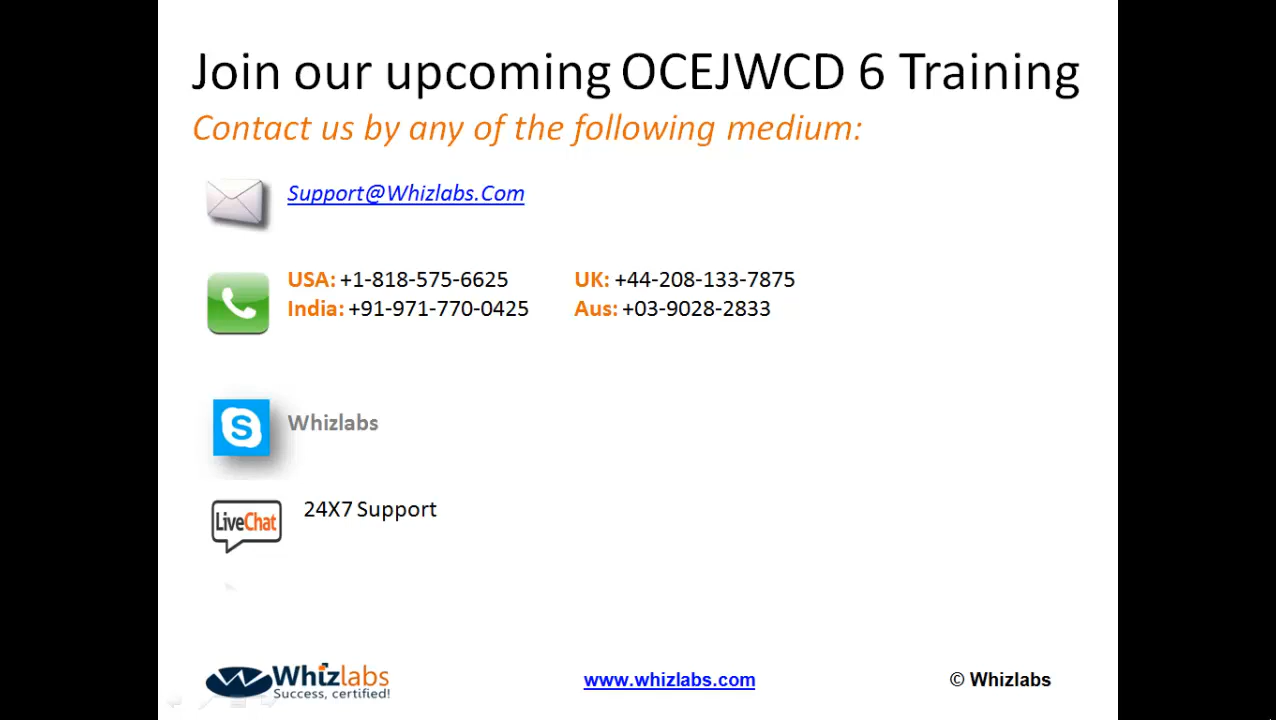 Join our upcoming OCEJWCD 6 Training
Contact us by any of the following medium:
Support@Whizlabs.Com
USA: +1-818-575-6625 UK: +44-208-133-7875
India: +91-971-770-0425 Aus: +03-9028-2833
S Whizlabs
LiveChat 24X7 Support
W Whizlabs
Success, certified!
www.whizlabs.com
© Whizlabs